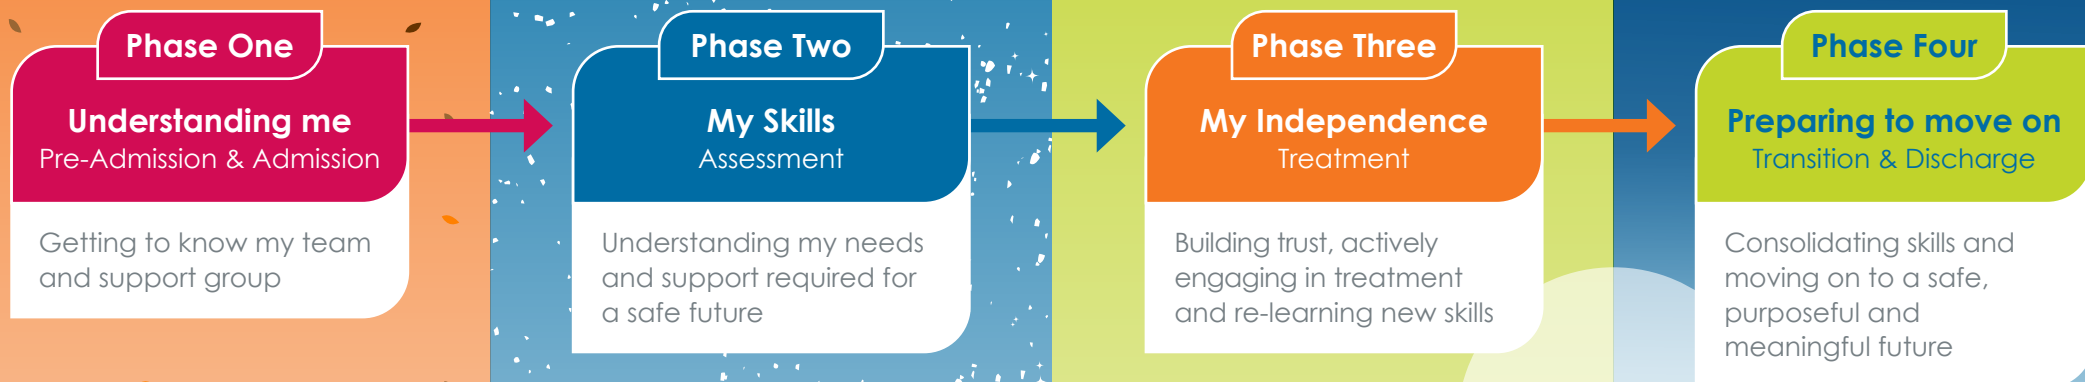 Phase One
Understanding me
Pre-Admission & Admission
Getting to know my team
and support group
Phase Two
My Skills
Assessment
Understanding my needs
and support required for
a safe future
Phase Three
My Independence
Treatment
Building trust, actively
engaging in treatment
and re-learning new skills
Phase Four
Preparing to move on
Transition & Discharge
Consolidating skills and
moving on to a safe,
purposeful and
meaningful future